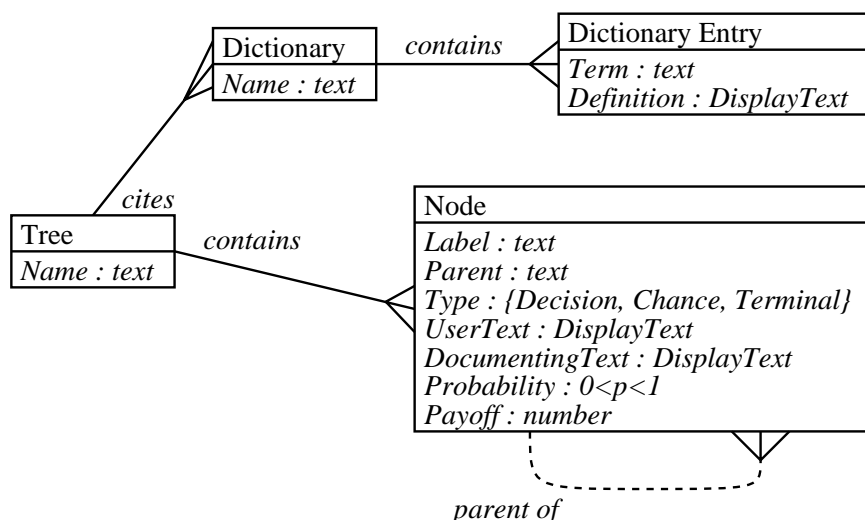 Dictionary
Name : text
contains
Dictionary Entry
Term : text
Definition : DisplayText
cites
Tree
Name : text
contains
Node
Label : text
Parent : text
Type : {Decision, Chance, Terminal}
UserText : DisplayText
DocumentingText : DisplayText
Probability : 0<p<1
Payoff : number
parent of